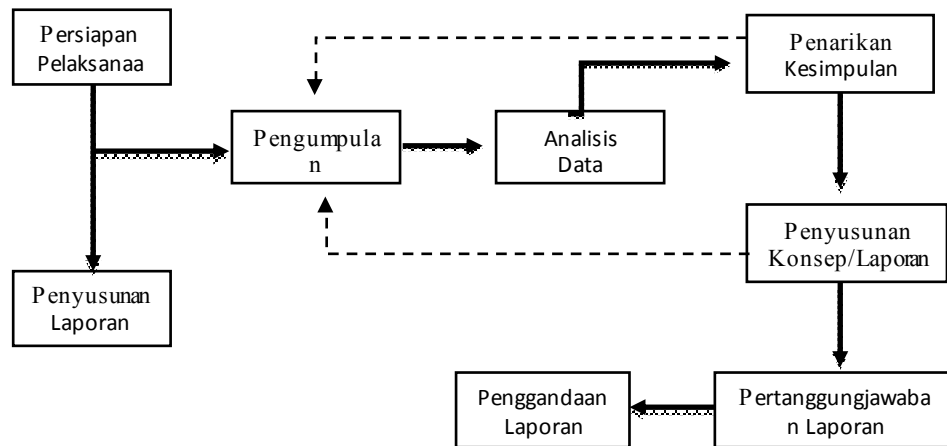 Persiapan
Pelaksanaa
Penarikan
Kesimpulan
Pengumpula
n
Analisis
Data
Penyusunan
Konsep/Laporan
Penyusunan
Laporan
Penggandaan
Laporan
Pertanggungjawaba
n Laporan